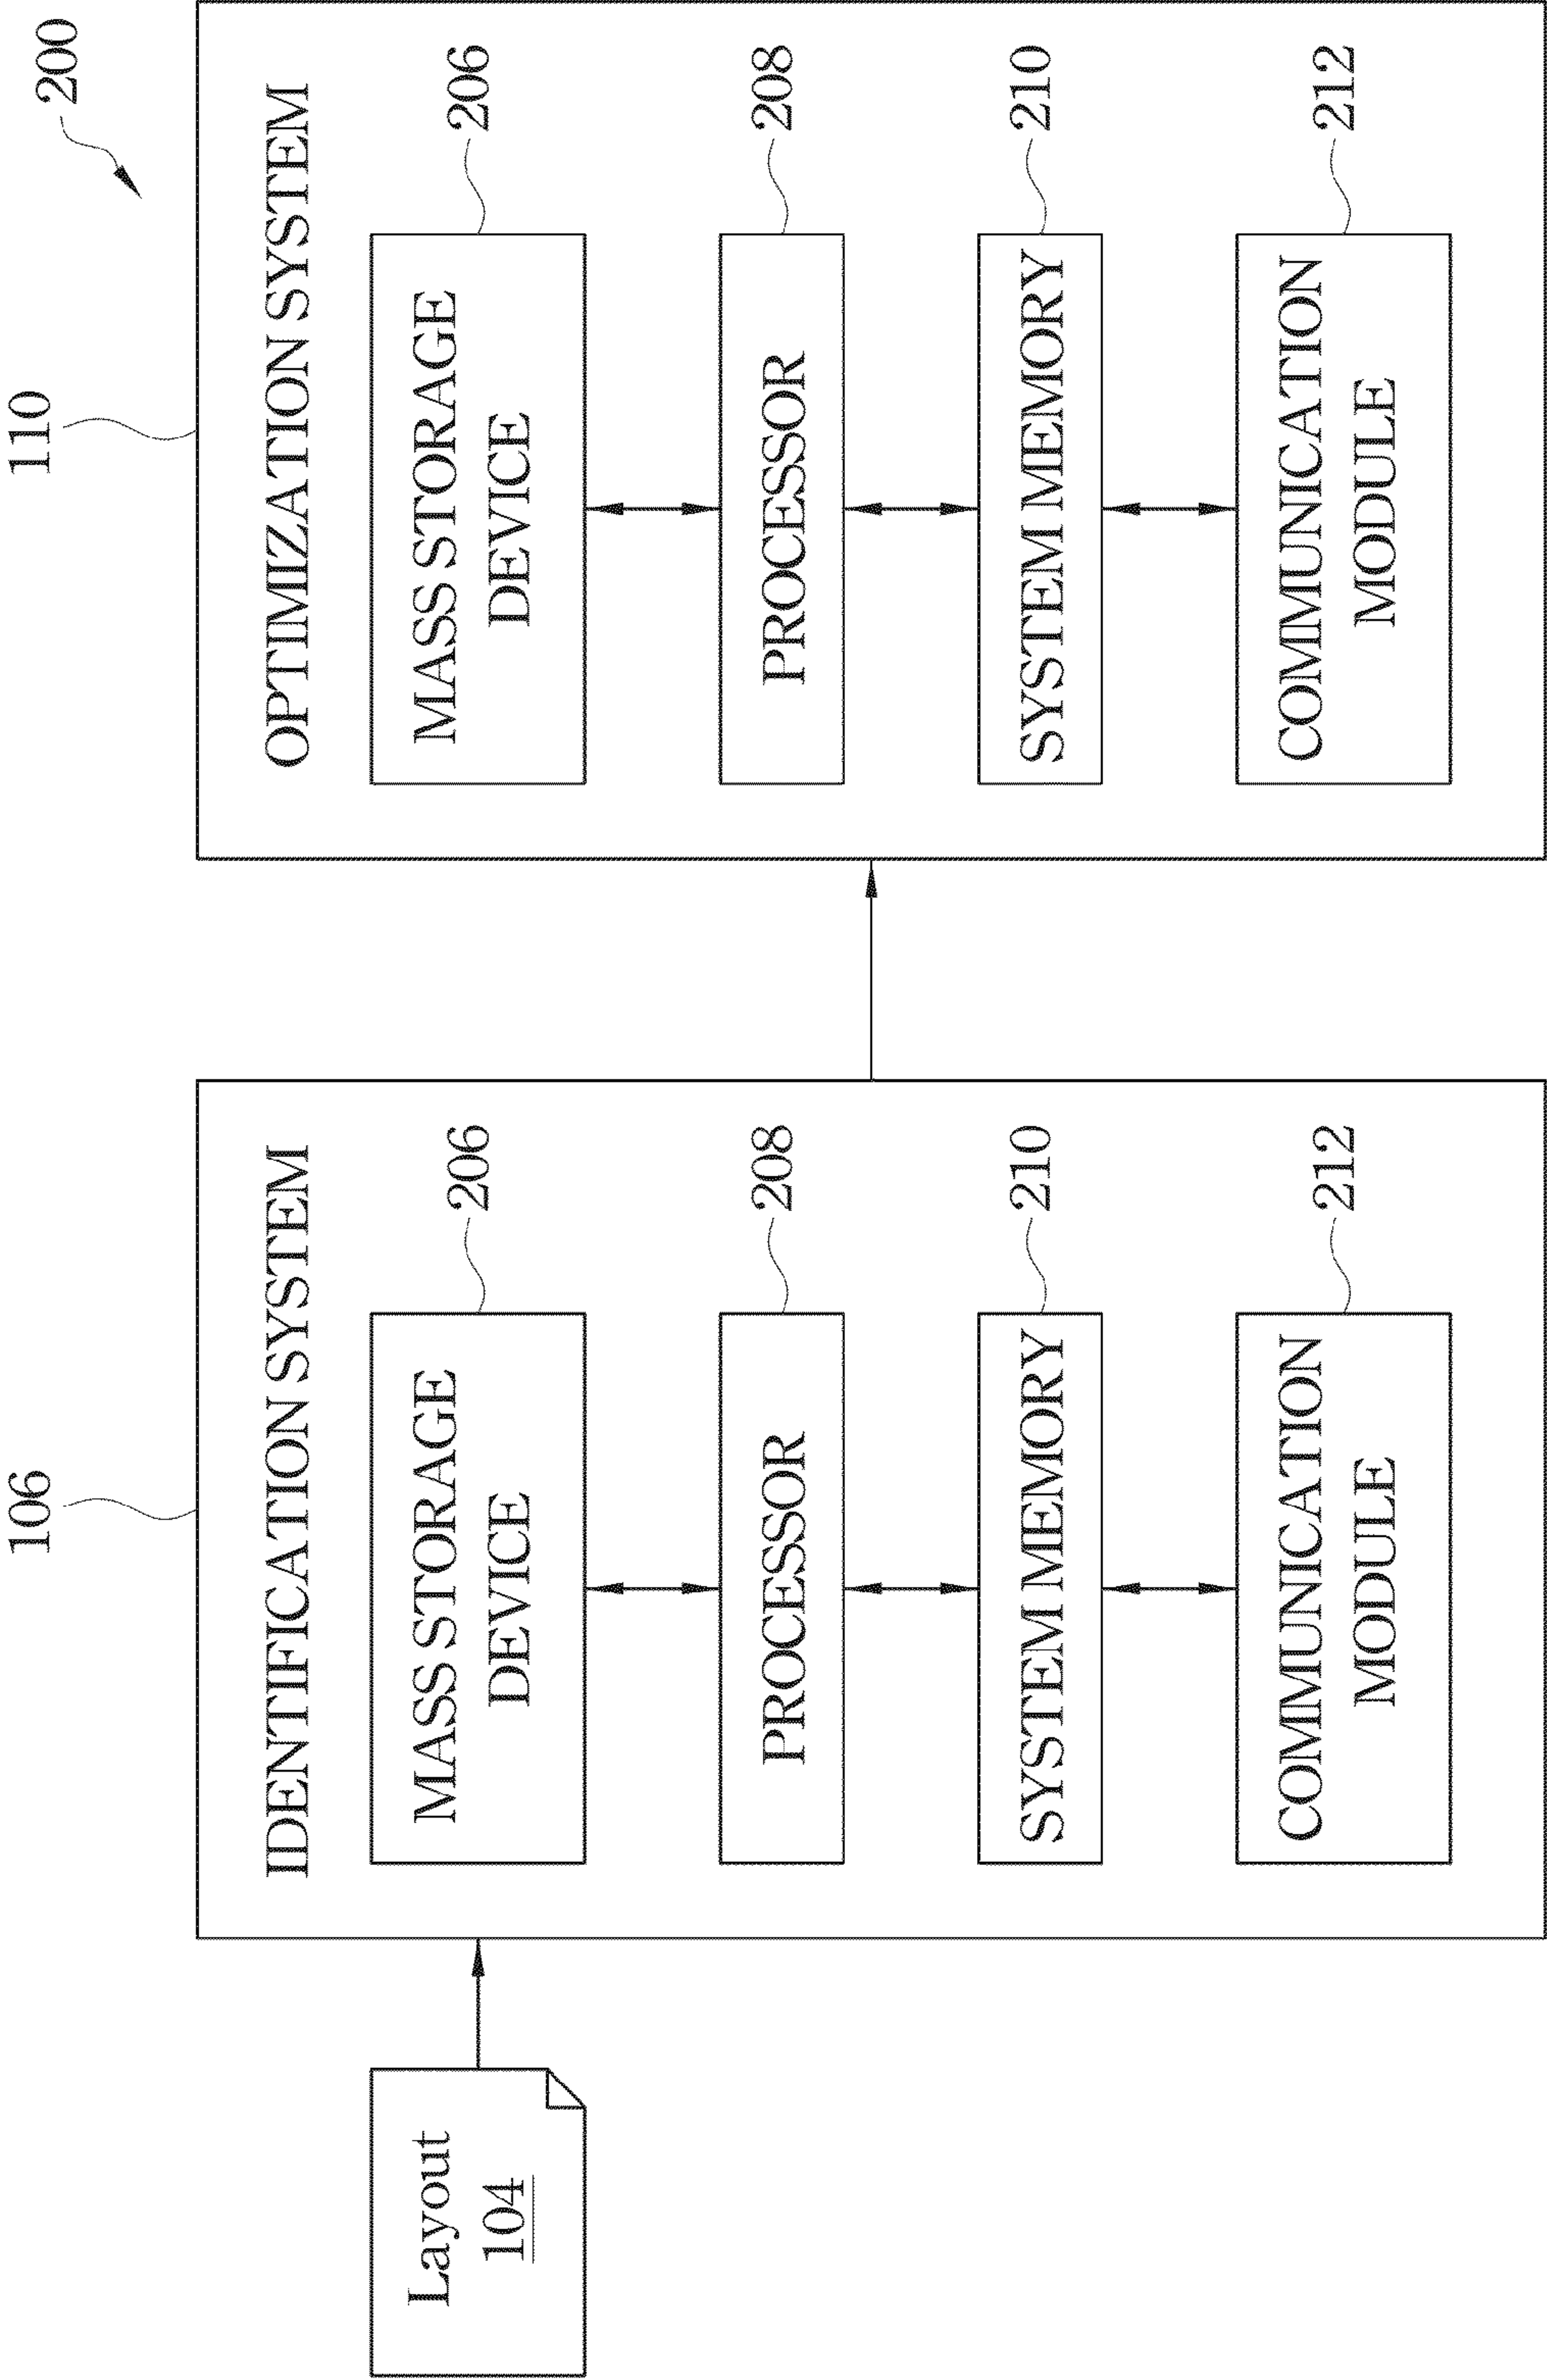 200
106
110
IDENTIFICATION SYSTEM
OPTIMIZATION SYSTEM
Layout
104
MASS STORAGE
DEVICE
206
PROCESSOR
208
SYSTEM MEMORY
210
COMMUNICATION
MODULE
212
MASS STORAGE
DEVICE
206
PROCESSOR
208
SYSTEM MEMORY
210
COMMUNICATION
MODULE
212